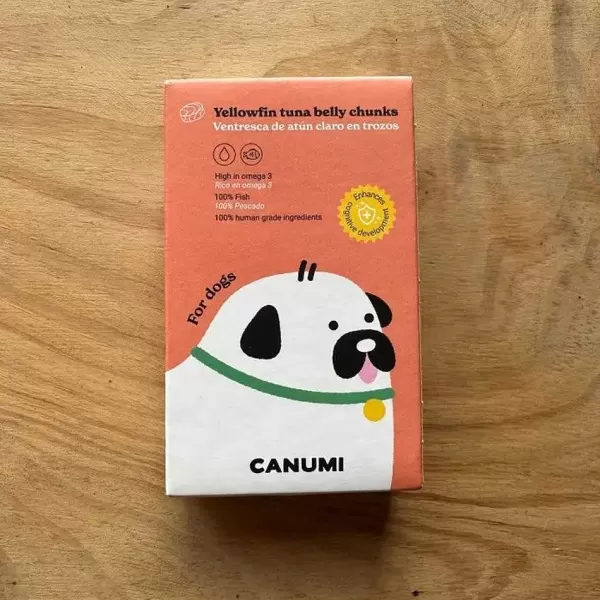 Yellowfin tuna belly chunks
Ventresca de atún claro en trozos
High in omega 3
Rico en omega 3
100% Fish
100% Pescado
100% human grade ingredients
Enhances
cognitive development
For dogs
CANUMI